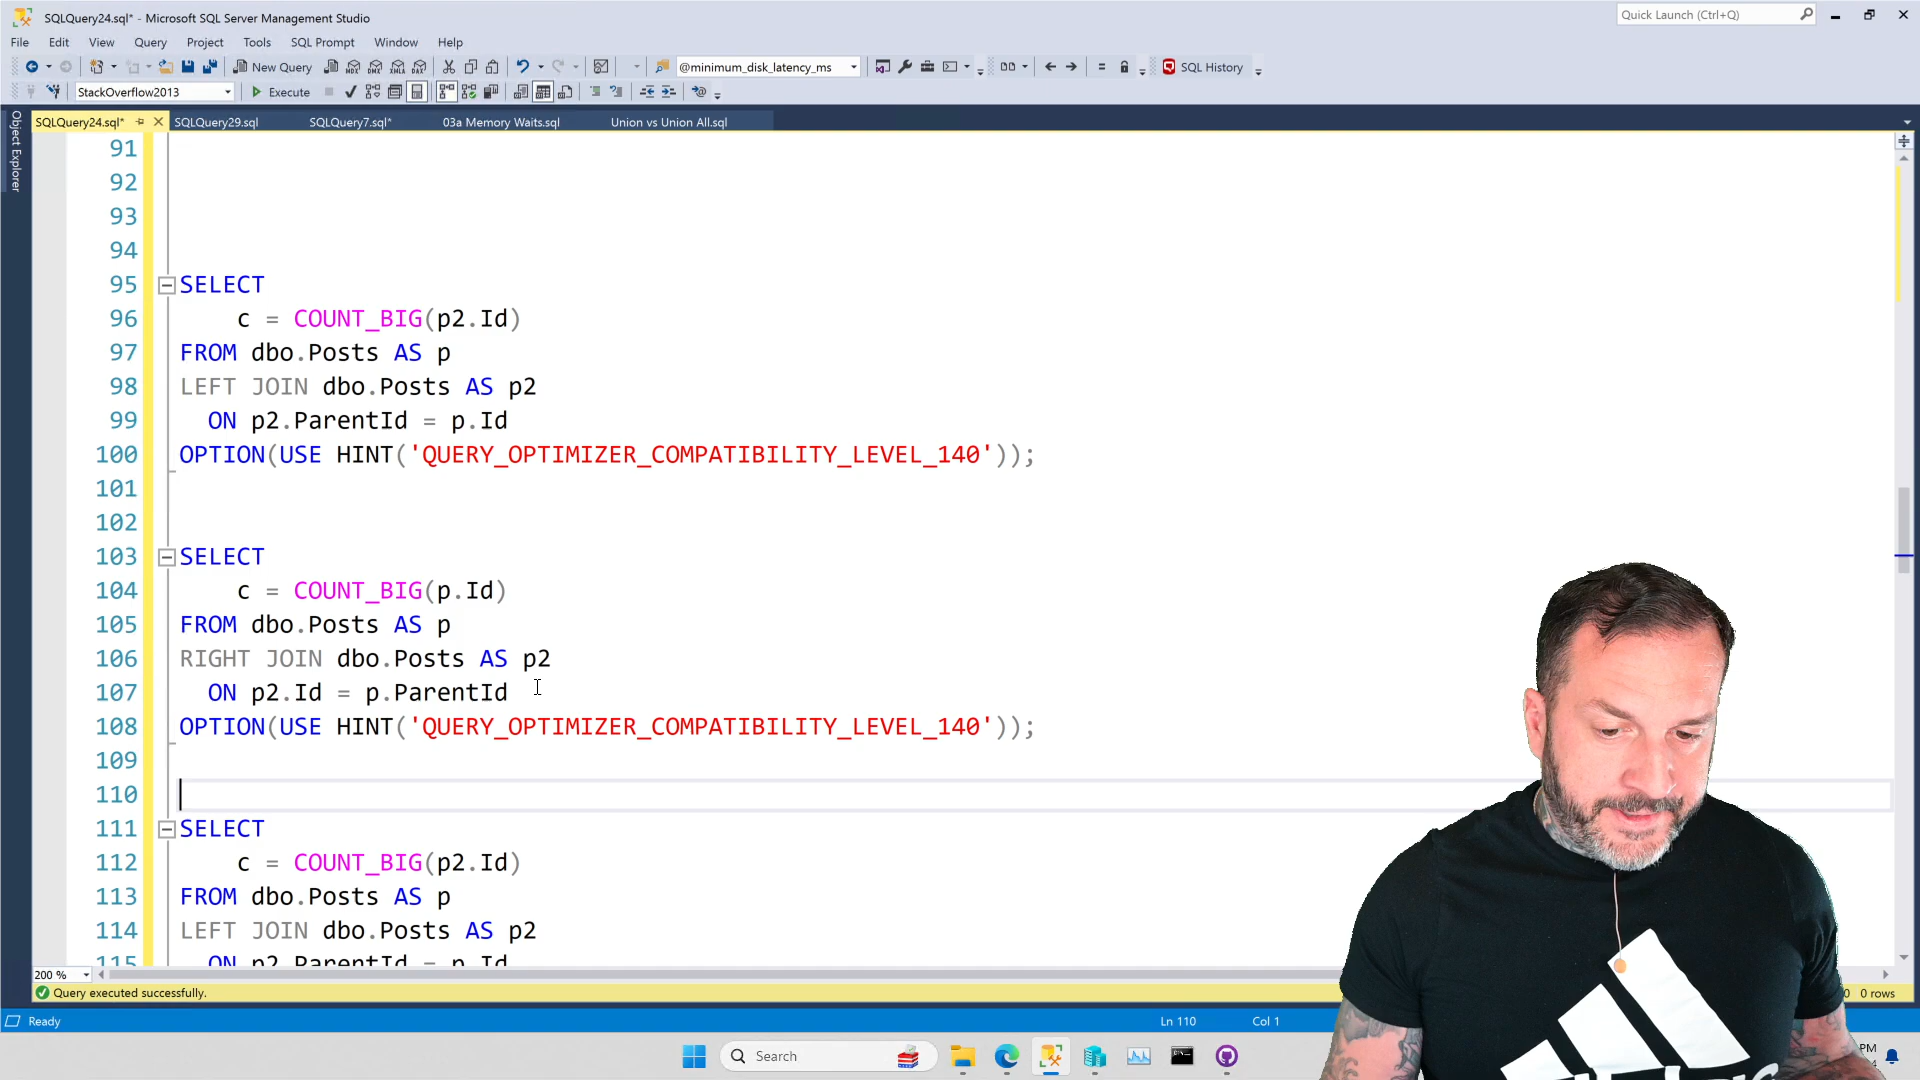 SQLQuery24.sql* - Microsoft SQL Server Management Studio
Quick Launch (Ctrl+Q)
File Edit View Query Project Tools SQL Prompt Window Help
New Query @minimum_disk_latency_ms SQL History
StackOverflow2013 Execute
Object Explorer
SQLQuery24.sql* SQLQuery29.sql SQLQuery7.sql* 03a Memory Waits.sql Union vs Union All.sql
91
92
93
94
95 SELECT
96 c = COUNT_BIG(p2.Id)
97 FROM dbo.Posts AS p
98 LEFT JOIN dbo.Posts AS p2
99 ON p2.ParentId = p.Id
100 OPTION(USE HINT('QUERY_OPTIMIZER_COMPATIBILITY_LEVEL_140'));
101
102
103 SELECT
104 c = COUNT_BIG(p.Id)
105 FROM dbo.Posts AS p
106 RIGHT JOIN dbo.Posts AS p2
107 ON p2.Id = p.ParentId
108 OPTION(USE HINT('QUERY_OPTIMIZER_COMPATIBILITY_LEVEL_140'));
109
110
111 SELECT
112 c = COUNT_BIG(p2.Id)
113 FROM dbo.Posts AS p
114 LEFT JOIN dbo.Posts AS p2
115 ON p2.ParentId = p.Id
200 %
Query executed successfully. 0 rows
Ready Ln 110 Col 1
Search
PM